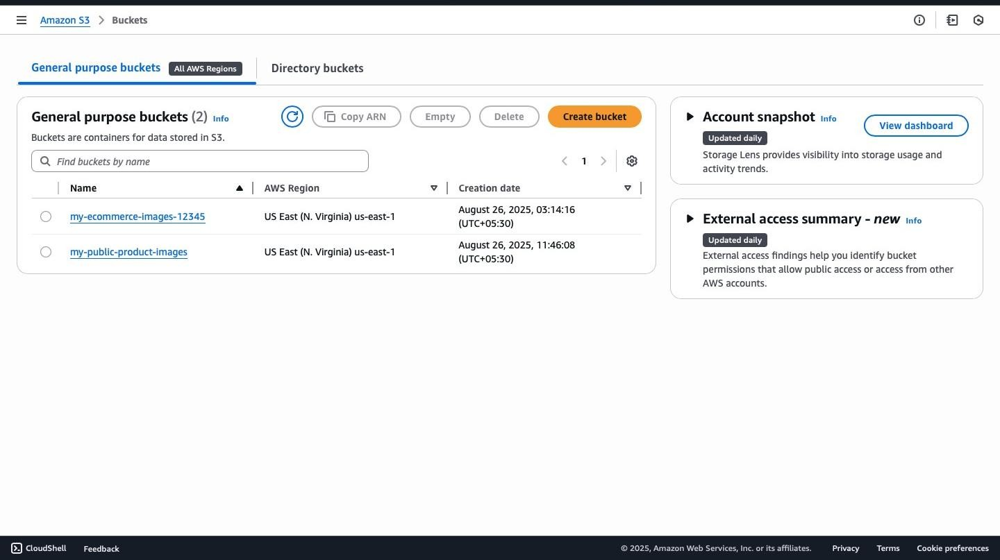 Amazon S3 > Buckets
General purpose buckets All AWS Regions Directory buckets
General purpose buckets (2) Info
Copy ARN Empty Delete Create bucket
Buckets are containers for data stored in S3.
Find buckets by name
1
Name AWS Region Creation date
my-ecommerce-images-12345 US East (N. Virginia) us-east-1 August 26, 2025, 03:14:16
(UTC+05:30)
my-public-product-images US East (N. Virginia) us-east-1 August 26, 2025, 11:46:08
(UTC+05:30)
Account snapshot Info View dashboard
Updated daily
Storage Lens provides visibility into storage usage and
activity trends.
External access summary - new Info
Updated daily
External access findings help you identify bucket
permissions that allow public access or access from other
AWS accounts.
CloudShell Feedback © 2025, Amazon Web Services, Inc. or its affiliates. Privacy Terms Cookie preferences